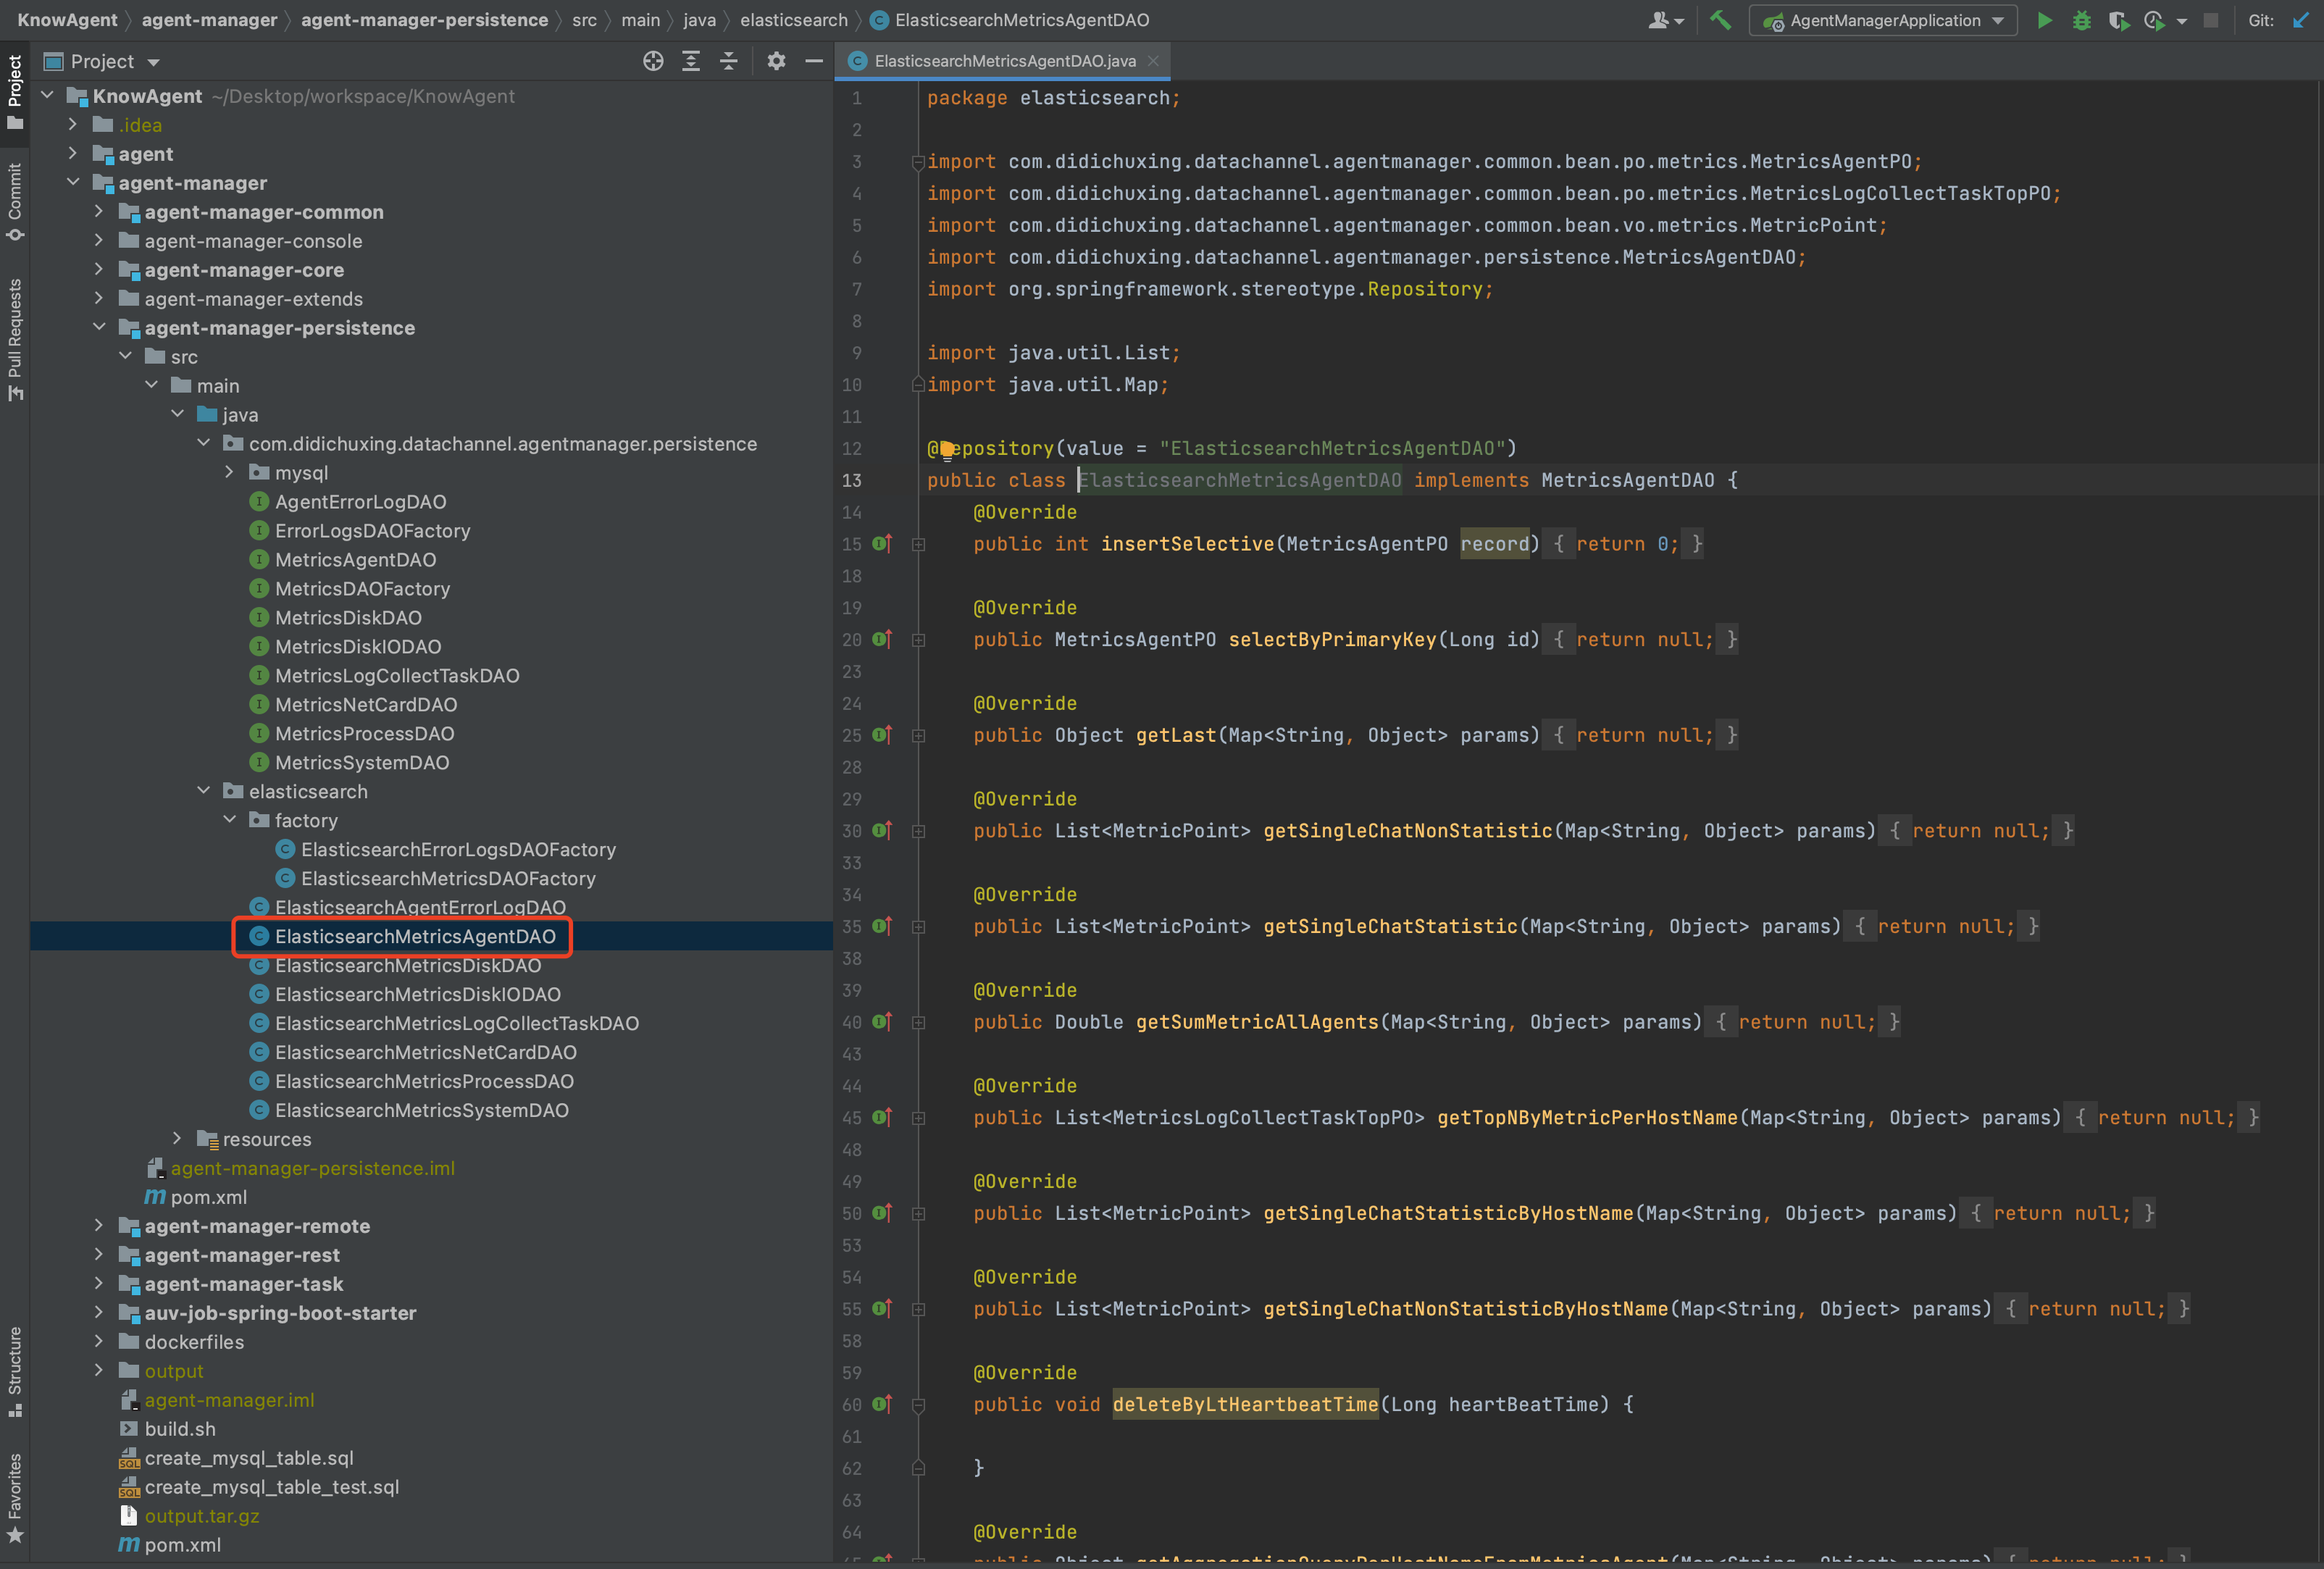 KnowAgent agent-manager agent-manager-persistence src main java elasticsearch ElasticsearchMetricsAgentDAO
AgentManagerApplication
Git:
Project
Commit
Pull Requests
Structure
Favorites
Project
KnowAgent ~/Desktop/workspace/KnowAgent
.idea
agent
agent-manager
agent-manager-common
agent-manager-console
agent-manager-core
agent-manager-extends
agent-manager-persistence
src
main
java
com.didichuxing.datachannel.agentmanager.persistence
mysql
AgentErrorLogDAO
ErrorLogsDAOFactory
MetricsAgentDAO
MetricsDAOFactory
MetricsDiskDAO
MetricsDiskIODAO
MetricsLogCollectTaskDAO
MetricsNetCardDAO
MetricsProcessDAO
MetricsSystemDAO
elasticsearch
factory
ElasticsearchErrorLogsDAOFactory
ElasticsearchMetricsDAOFactory
ElasticsearchAgentErrorLogDAO
ElasticsearchMetricsAgentDAO
ElasticsearchMetricsDiskDAO
ElasticsearchMetricsDiskIODAO
ElasticsearchMetricsLogCollectTaskDAO
ElasticsearchMetricsNetCardDAO
ElasticsearchMetricsProcessDAO
ElasticsearchMetricsSystemDAO
resources
agent-manager-persistence.iml
pom.xml
agent-manager-remote
agent-manager-rest
agent-manager-task
auv-job-spring-boot-starter
dockerfiles
output
agent-manager.iml
build.sh
create_mysql_table.sql
create_mysql_table_test.sql
output.tar.gz
pom.xml
ElasticsearchMetricsAgentDAO.java
1 package elasticsearch;
2
3 import com.didichuxing.datachannel.agentmanager.common.bean.po.metrics.MetricsAgentPO;
4 import com.didichuxing.datachannel.agentmanager.common.bean.po.metrics.MetricsLogCollectTaskTopPO;
5 import com.didichuxing.datachannel.agentmanager.common.bean.vo.metrics.MetricPoint;
6 import com.didichuxing.datachannel.agentmanager.persistence.MetricsAgentDAO;
7 import org.springframework.stereotype.Repository;
8
9 import java.util.List;
10 import java.util.Map;
11
12 @Repository(value = "ElasticsearchMetricsAgentDAO")
13 public class ElasticsearchMetricsAgentDAO implements MetricsAgentDAO {
14 @Override
15 public int insertSelective(MetricsAgentPO record) { return 0; }
18
19 @Override
20 public MetricsAgentPO selectByPrimaryKey(Long id) { return null; }
23
24 @Override
25 public Object getLast(Map<String, Object> params) { return null; }
28
29 @Override
30 public List<MetricPoint> getSingleChatNonStatistic(Map<String, Object> params) { return null; }
33
34 @Override
35 public List<MetricPoint> getSingleChatStatistic(Map<String, Object> params) { return null; }
38
39 @Override
40 public Double getSumMetricAllAgents(Map<String, Object> params) { return null; }
43
44 @Override
45 public List<MetricsLogCollectTaskTopPO> getTopNByMetricPerHostName(Map<String, Object> params) { return null; }
48
49 @Override
50 public List<MetricPoint> getSingleChatStatisticByHostName(Map<String, Object> params) { return null; }
53
54 @Override
55 public List<MetricPoint> getSingleChatNonStatisticByHostName(Map<String, Object> params) { return null; }
58
59 @Override
60 public void deleteByLtHeartbeatTime(Long heartBeatTime) {
61
62 }
63
64 @Override
65 public Object getAggregationQueryPerHostNameFromMetricsAgent(Map<String, Object> params) { return null; }